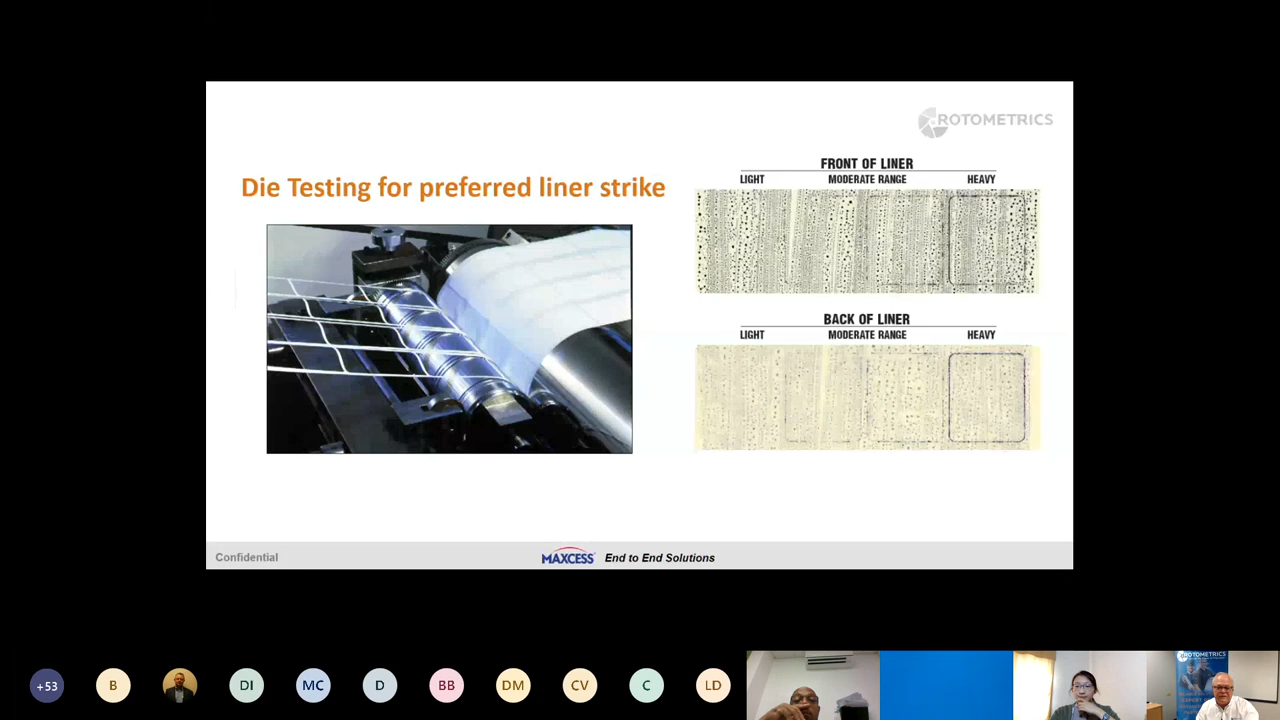 ROTOMETRICS
Die Testing for preferred liner strike
FRONT OF LINER
LIGHT MODERATE RANGE HEAVY
BACK OF LINER
LIGHT MODERATE RANGE HEAVY
Confidential
MAXCESS End to End Solutions
+53
B
DI
MC
D
BB
DM
CV
C
LD
ROTOMETRICS